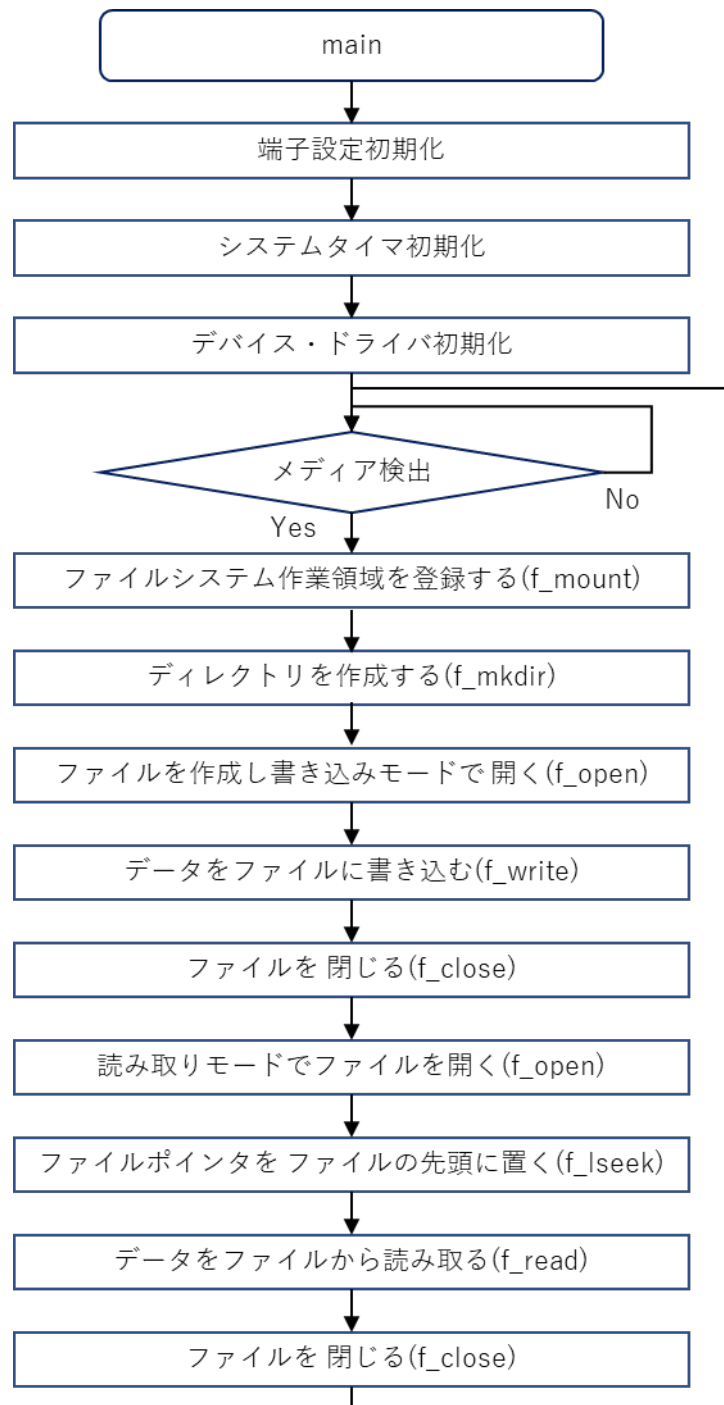 main
端子設定初期化
システムタイマ初期化
デバイス・ドライバ初期化
メディア検出
No
Yes
ファイルシステム作業領域を登録する(f_mount)
ディレクトリを作成する(f_mkdir)
ファイルを作成し書き込みモードで 開く(f_open)
データをファイルに書き込む(f_write)
ファイルを 閉じる(f_close)
読み取りモードでファイルを開く(f_open)
ファイルポインタを ファイルの先頭に置く(f_lseek)
データをファイルから読み取る(f_read)
ファイルを 閉じる(f_close)